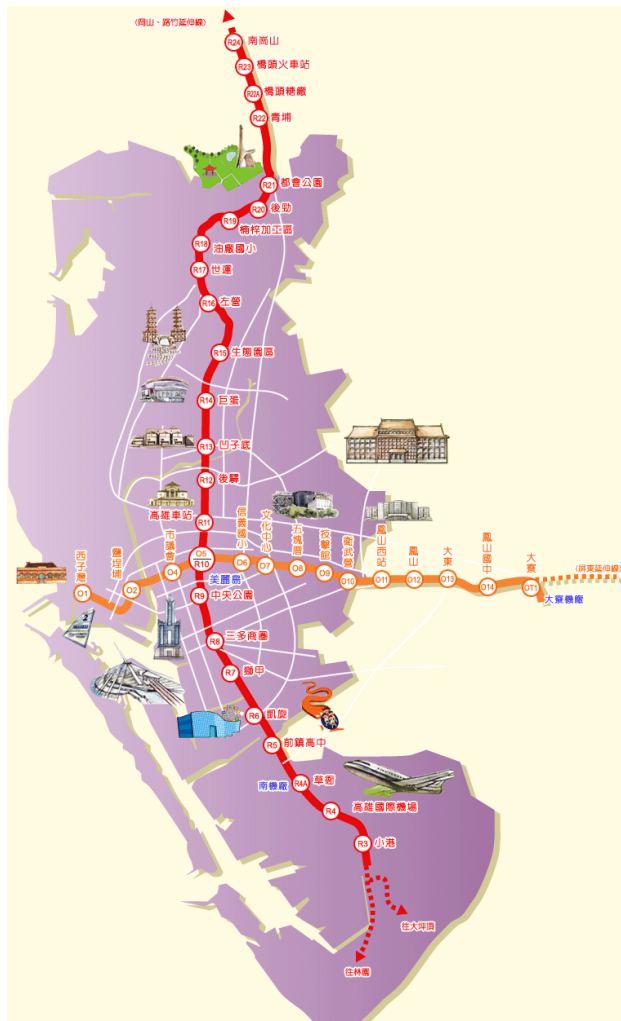 (岡山、路竹延伸線)
R24 南崗山
R23 橋頭火車站
R22A 橋頭糖廠
R22 青埔
R21 都會公園
R20 後勁
R19 楠梓加工區
R18 油廠國小
R17 世運
R16 左營
R15 生態園區
R14 巨蛋
R13 凹子底
R12 後驛
高雄車站 R11
西子灣 O1
鹽埕埔 O2
市議會 O4
O5
R10
美麗島
信義國小 O6
文化中心 O7
五塊厝 O8
技擊館 O9
衛武營 O10
鳳山西站 O11
鳳山 O12
大東 O13
鳳山國中 O14
大寮 OT1
(屏東延伸線)
大寮機廠
R9 中央公園
R8 三多商圈
R7 獅甲
R6 凱旋
R5 前鎮高中
南機廠
R4A 草衙
R4 高雄國際機場
R3 小港
往大坪頂
往林園